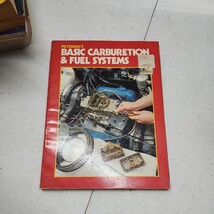 PETERSEN'S
BASIC CARBURETION
& FUEL SYSTEMS